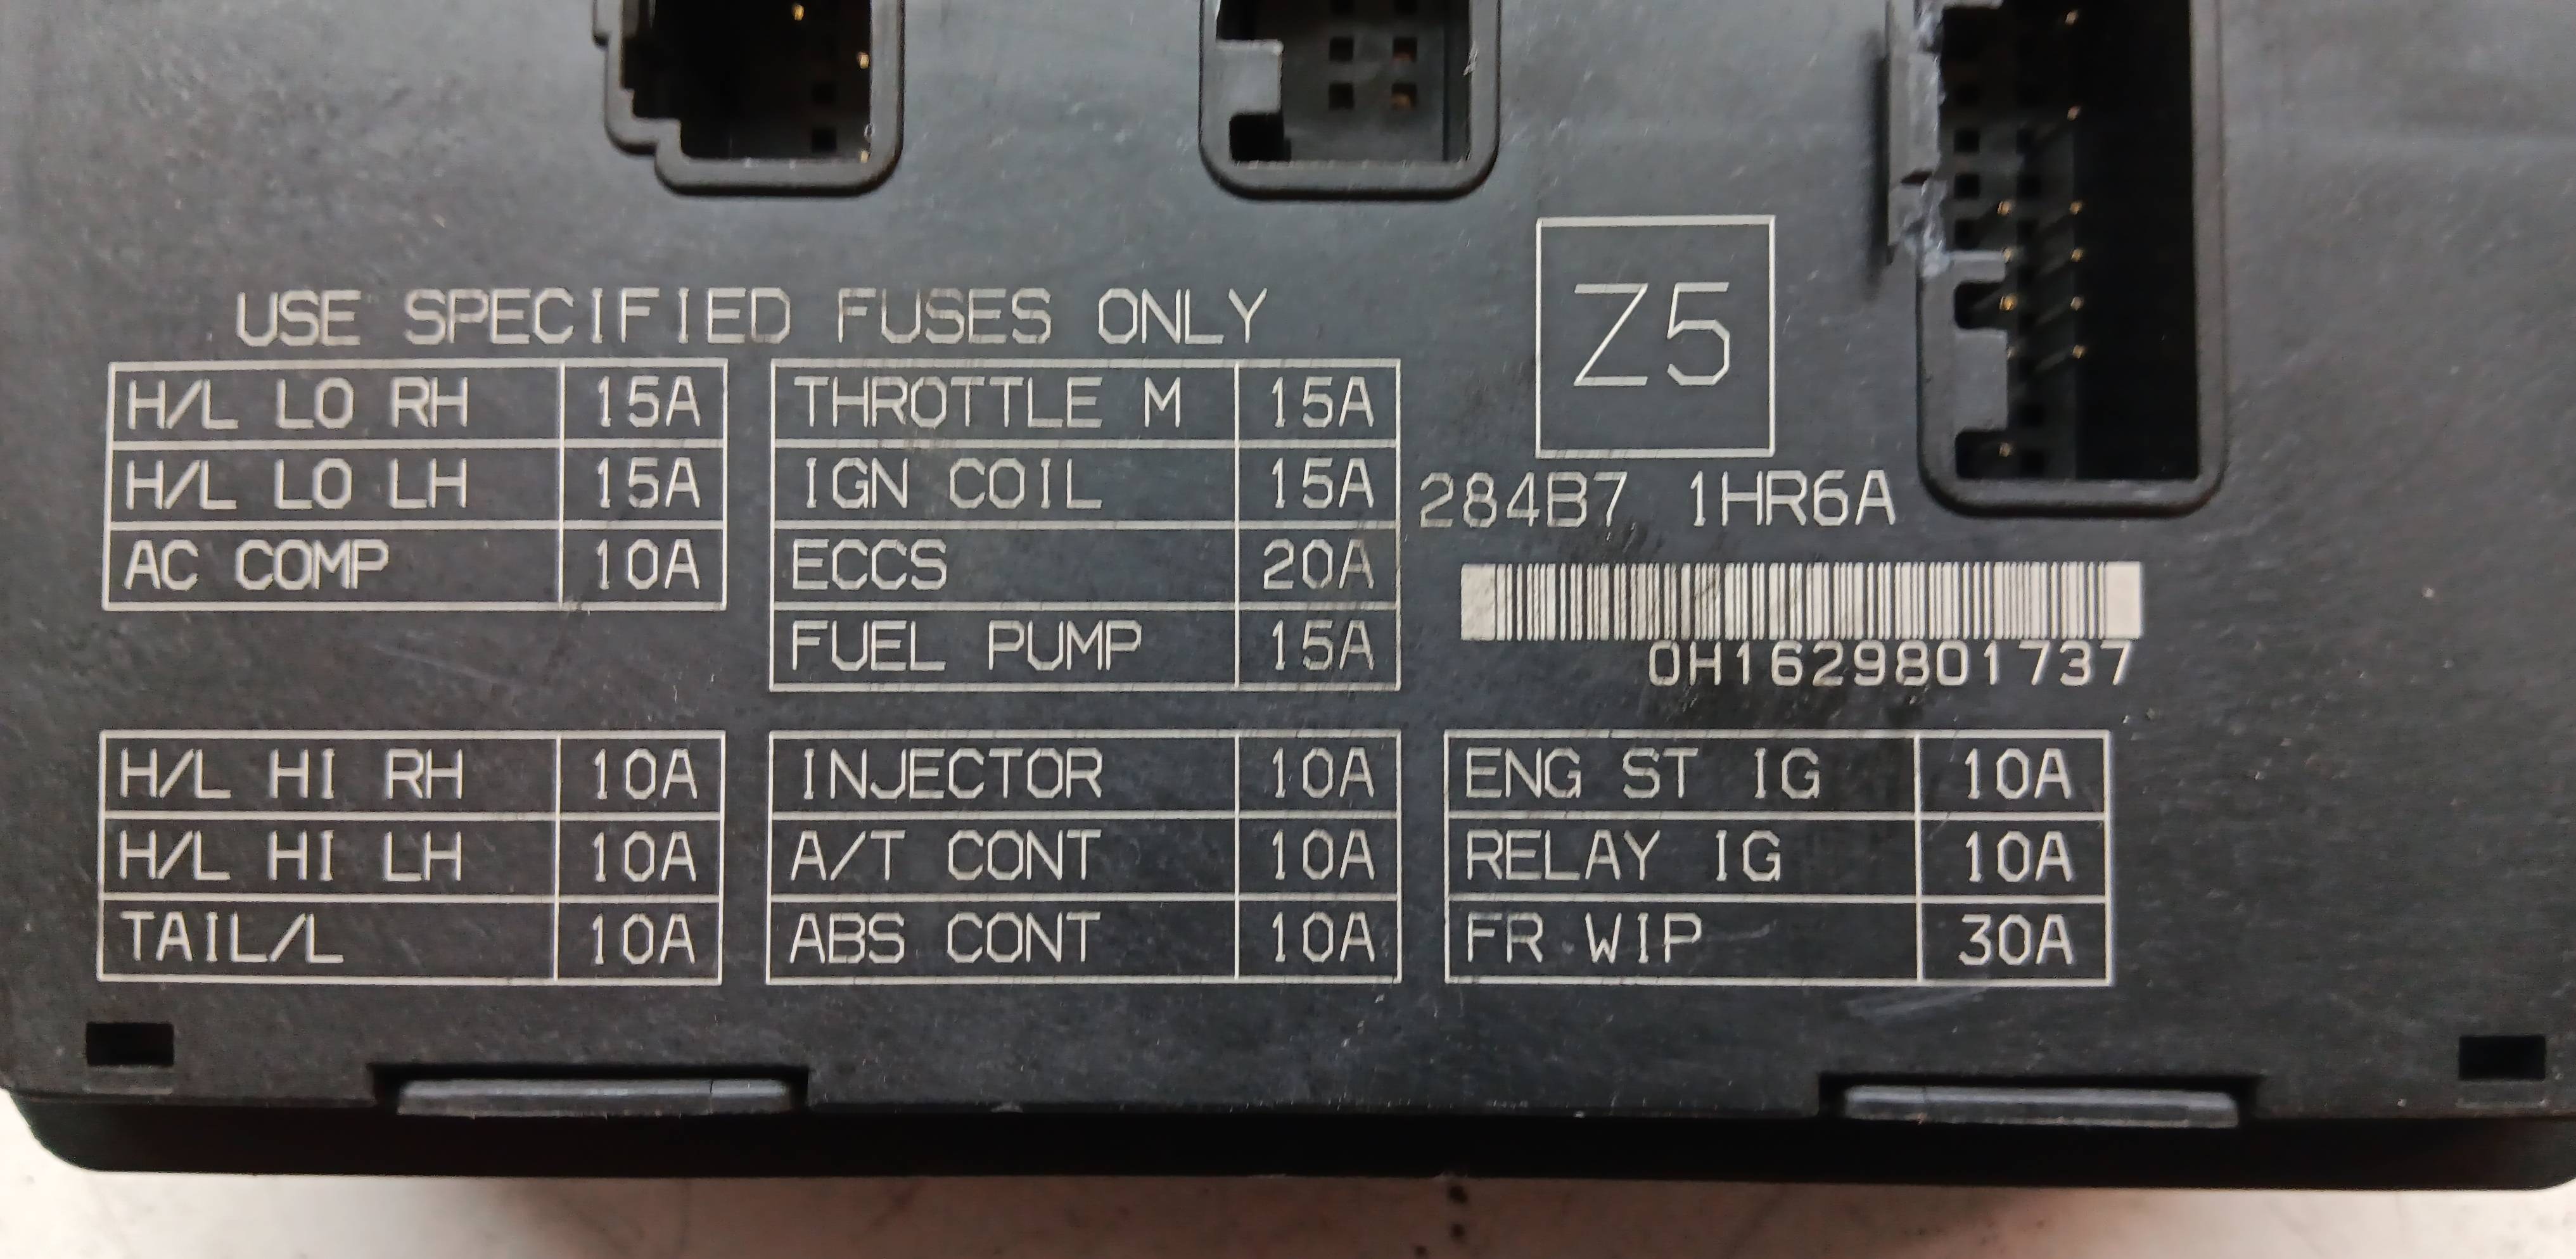 USE SPECIFIED FUSES ONLY
H/L LO RH 15A
H/L LO LH 15A
AC COMP 10A
THROTTLE M 15A
IGN COIL 15A
ECCS 20A
FUEL PUMP 15A
Z5
284B7 1HR6A
0H1629801737
H/L HI RH 10A
H/L HI LH 10A
TAIL/L 10A
INJECTOR 10A
A/T CONT 10A
ABS CONT 10A
ENG ST IG 10A
RELAY IG 10A
FR WIP 30A